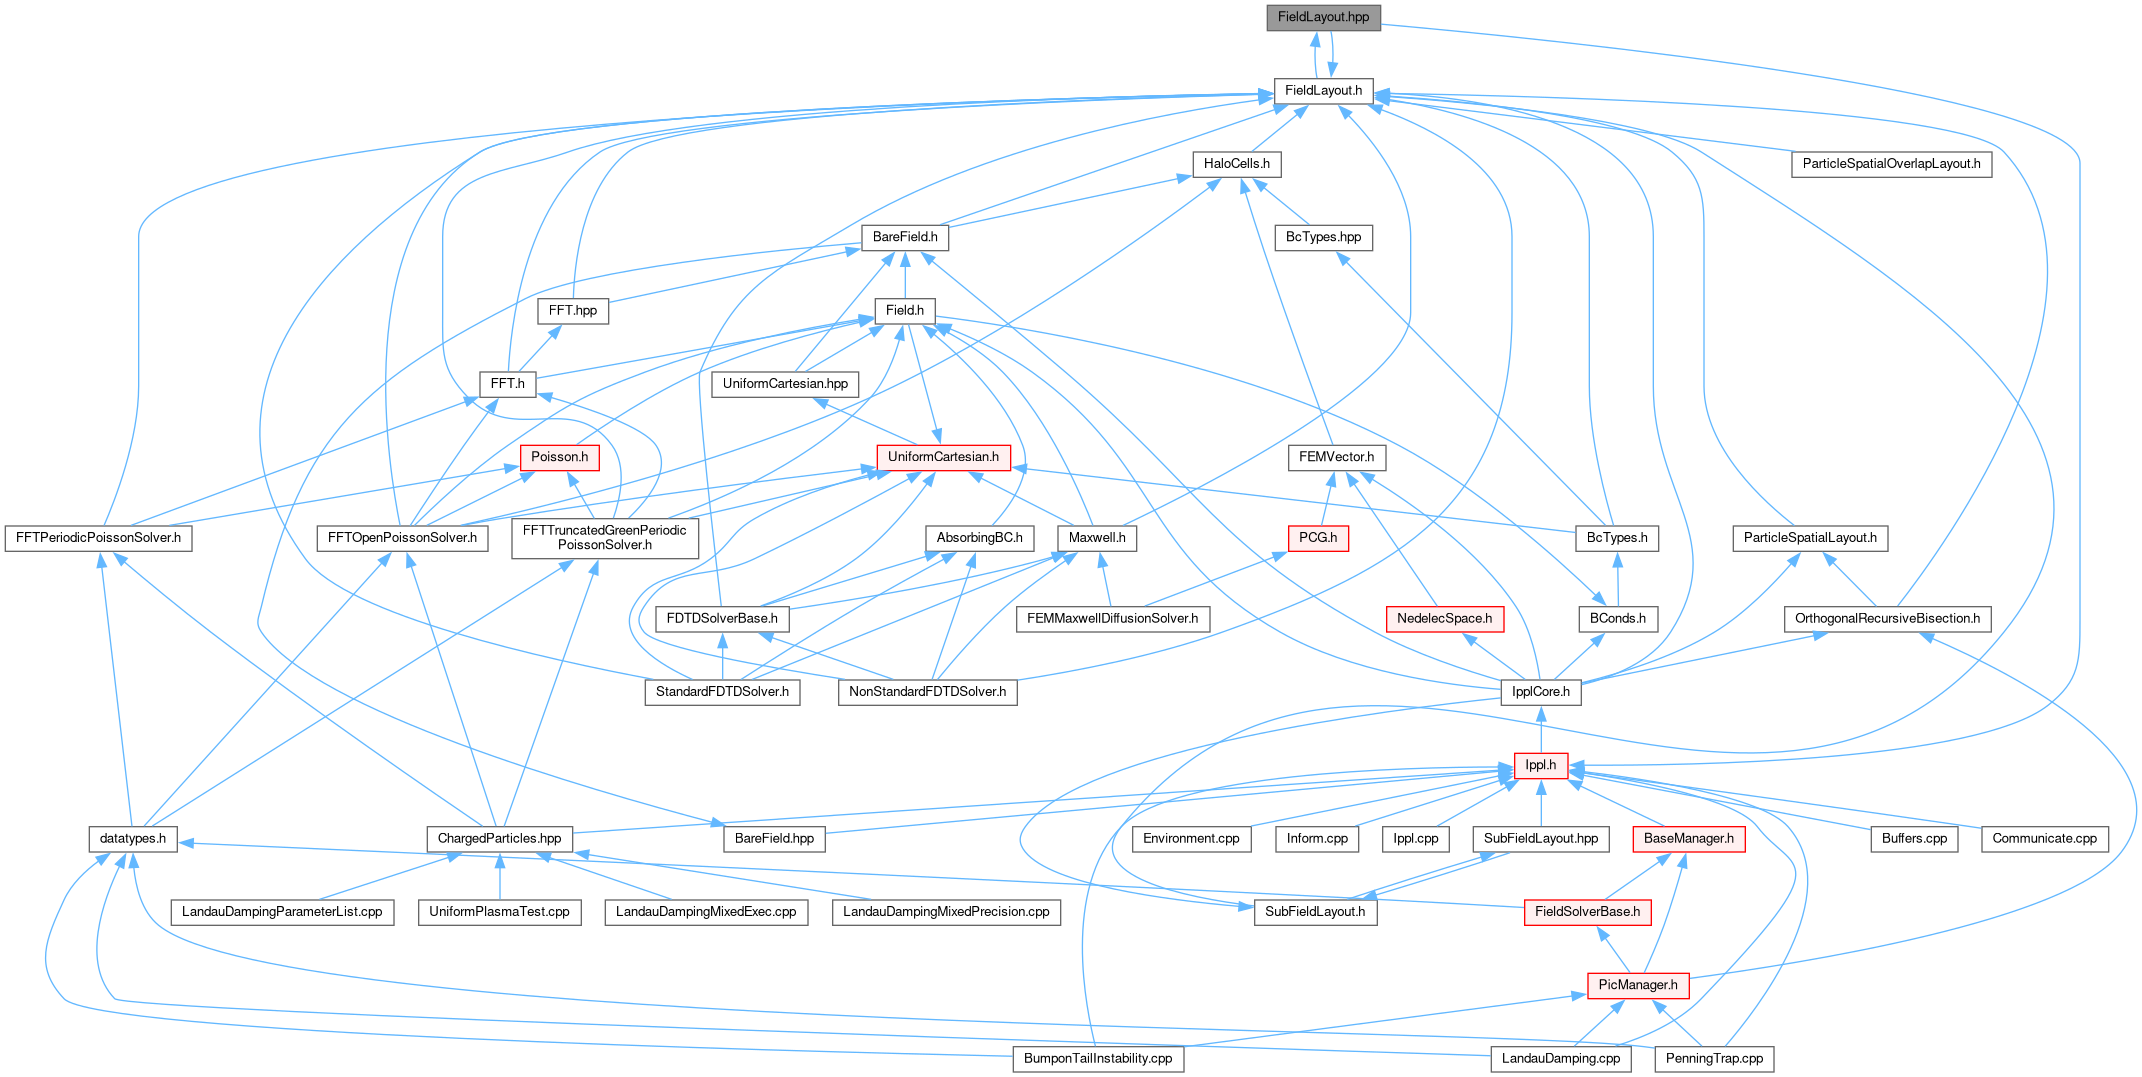 FieldLayout.hpp
FieldLayout.h
HaloCells.h
ParticleSpatialOverlapLayout.h
BareField.h
BcTypes.hpp
FFT.hpp
Field.h
FFT.h
UniformCartesian.hpp
Poisson.h
UniformCartesian.h
FEMVector.h
FFTPeriodicPoissonSolver.h
FFTOpenPoissonSolver.h
FFTTruncatedGreenPeriodic
PoissonSolver.h
AbsorbingBC.h
Maxwell.h
PCG.h
BcTypes.h
ParticleSpatialLayout.h
FDTDSolverBase.h
FEMMaxwellDiffusionSolver.h
NedelecSpace.h
BConds.h
OrthogonalRecursiveBisection.h
StandardFDTDSolver.h
NonStandardFDTDSolver.h
IpplCore.h
Ippl.h
datatypes.h
ChargedParticles.hpp
BareField.hpp
Environment.cpp
Inform.cpp
Ippl.cpp
SubFieldLayout.hpp
BaseManager.h
Buffers.cpp
Communicate.cpp
LandauDampingParameterList.cpp
UniformPlasmaTest.cpp
LandauDampingMixedExec.cpp
LandauDampingMixedPrecision.cpp
SubFieldLayout.h
FieldSolverBase.h
PicManager.h
BumponTailInstability.cpp
LandauDamping.cpp
PenningTrap.cpp